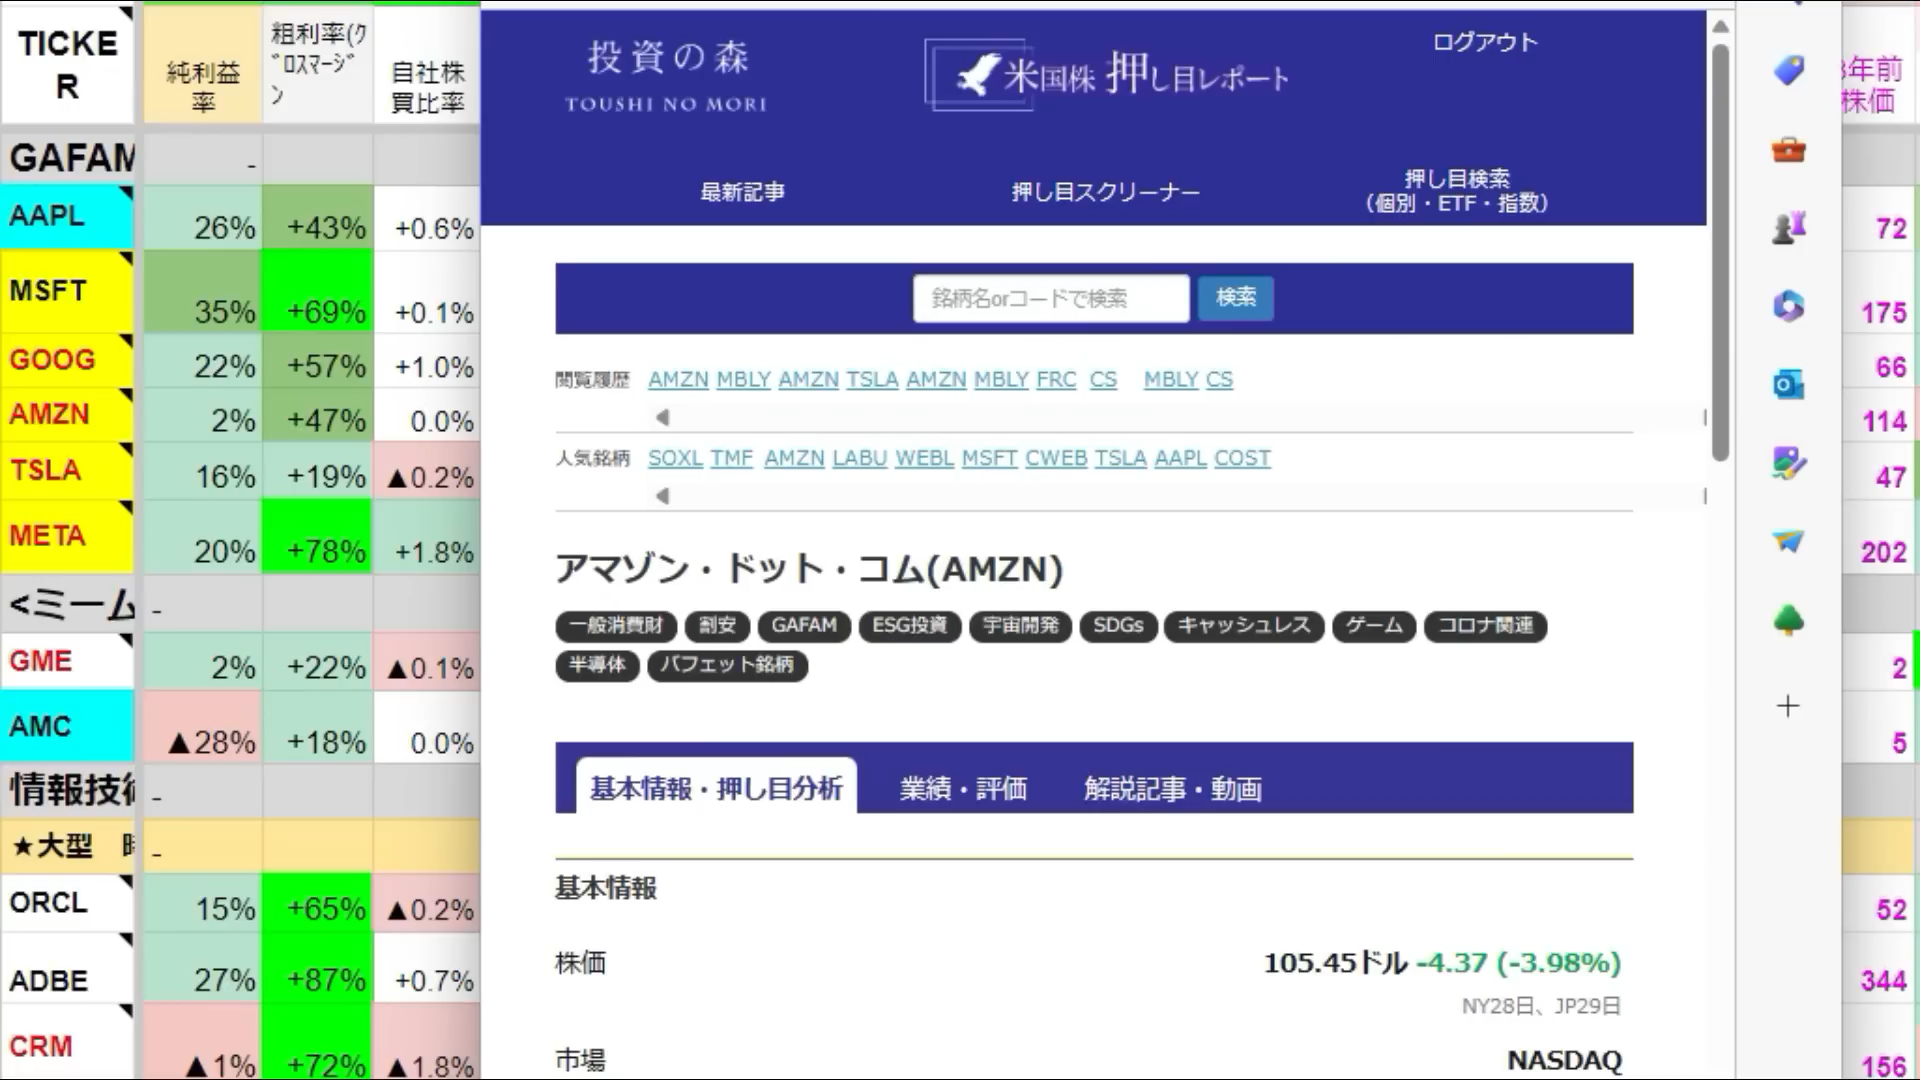 TICKE
R
純利益
率
粗利率(ｸ
ﾞﾛｽﾏｰｼﾞ
ﾝ
自社株
買比率
GAFAM
-
AAPL
26% +43% +0.6%
MSFT
35% +69% +0.1%
GOOG
22% +57% +1.0%
AMZN
2% +47% 0.0%
TSLA
16% +19% ▲0.2%
META
20% +78% +1.8%
<ミーム
-
GME
2% +22% ▲0.1%
AMC
▲28% +18% 0.0%
情報技術
-
★大型
-
ORCL
15% +65% ▲0.2%
ADBE
27% +87% +0.7%
CRM
▲1% +72% ▲1.8%
投資の森
TOUSHI NO MORI
米国株 押し目レポート
ログアウト
最新記事
押し目スクリーナー
押し目検索
（個別・ETF・指数）
銘柄名orコードで検索
検索
閲覧履歴 AMZN MBLY AMZN TSLA AMZN MBLY FRC CS MBLY CS
人気銘柄 SOXL TMF AMZN LABU WEBL MSFT CWEB TSLA AAPL COST
アマゾン・ドット・コム(AMZN)
一般消費財 割安 GAFAM ESG投資 宇宙開発 SDGs キャッシュレス ゲーム コロナ関連
半導体 バフェット銘柄
基本情報・押し目分析 業績・評価 解説記事・動画
基本情報
株価 105.45ドル -4.37 (-3.98%)
NY28日、JP29日
市場 NASDAQ
年前
株価
72
175
66
114
47
202
2
5
52
344
156